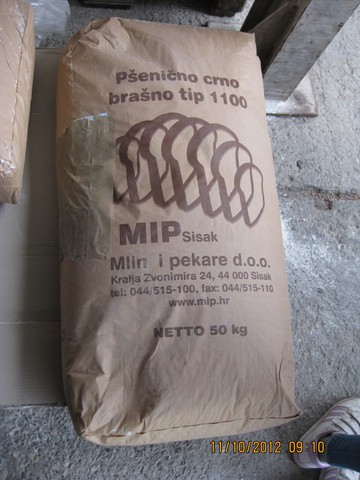 Pšenično crno
brašno tip 1100
MIP Sisak
Mlin i pekare d.o.o.
Kralja Zvonimira 24, 44 000 Sisak
tel: 044/515-100, fax: 044/515-110
www.mip.hr
NETTO 50 kg
11/10/2012 09:10